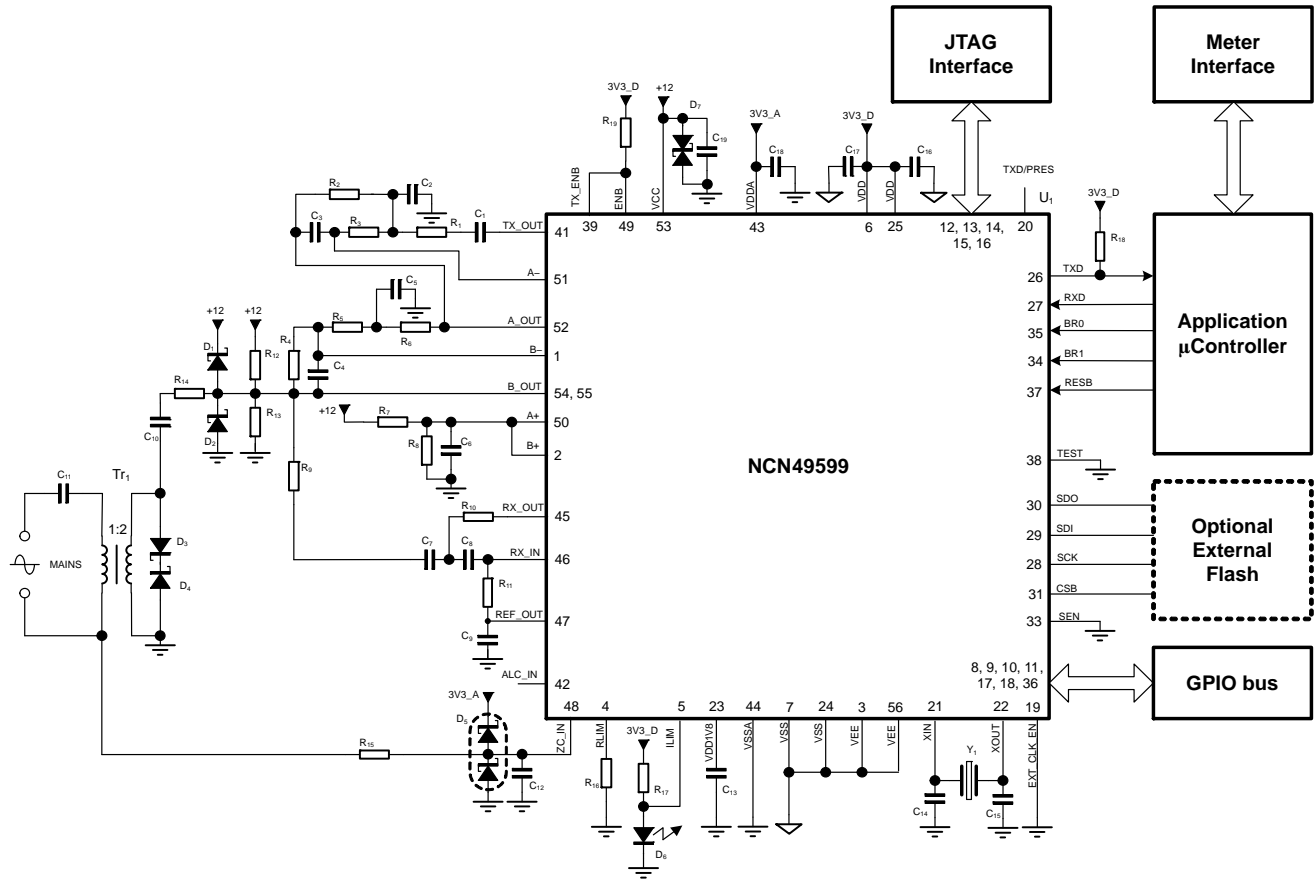 JTAG
Interface
Meter
Interface
3V3_D
+12
D7
R19
C19
3V3_A
C18
3V3_D
C17
C16
TXD/PRES
U1
TX_ENB
ENB
VCC
VDDA
VDD
VDD
39
49
53
43
6
25
12, 13, 14,
15, 16
20
3V3_D
R18
R2
C2
C3
R3
R1
C1
TX_OUT
41
A–
51
C5
R5
R6
A_OUT
52
B–
1
+12
+12
D1
R12
R4
C4
R14
B_OUT
54, 55
D2
R13
+12
R7
A+
50
R8
C6
B+
2
C10
R9
C11
Tr1
1:2
MAINS
D3
D4
R10
RX_OUT
45
C7
C8
RX_IN
46
R11
REF_OUT
47
C9
ALC_IN
42
NCN49599
26
TXD
27
RXD
35
BR0
34
BR1
37
RESB
Application
µController
38
TEST
30
SDO
29
SDI
28
SCK
31
CSB
33
SEN
Optional
External
Flash
8, 9, 10, 11,
17, 18, 36
GPIO bus
48
4
5
23
44
7
24
3
56
21
22
19
ZC_IN
RLIM
ILIM
VDD1V8
VSSA
VSS
VSS
VEE
VEE
XIN
XOUT
EXT_CLK_EN
3V3_A
D5
R15
C12
R16
3V3_D
R17
D6
C13
Y1
C14
C15